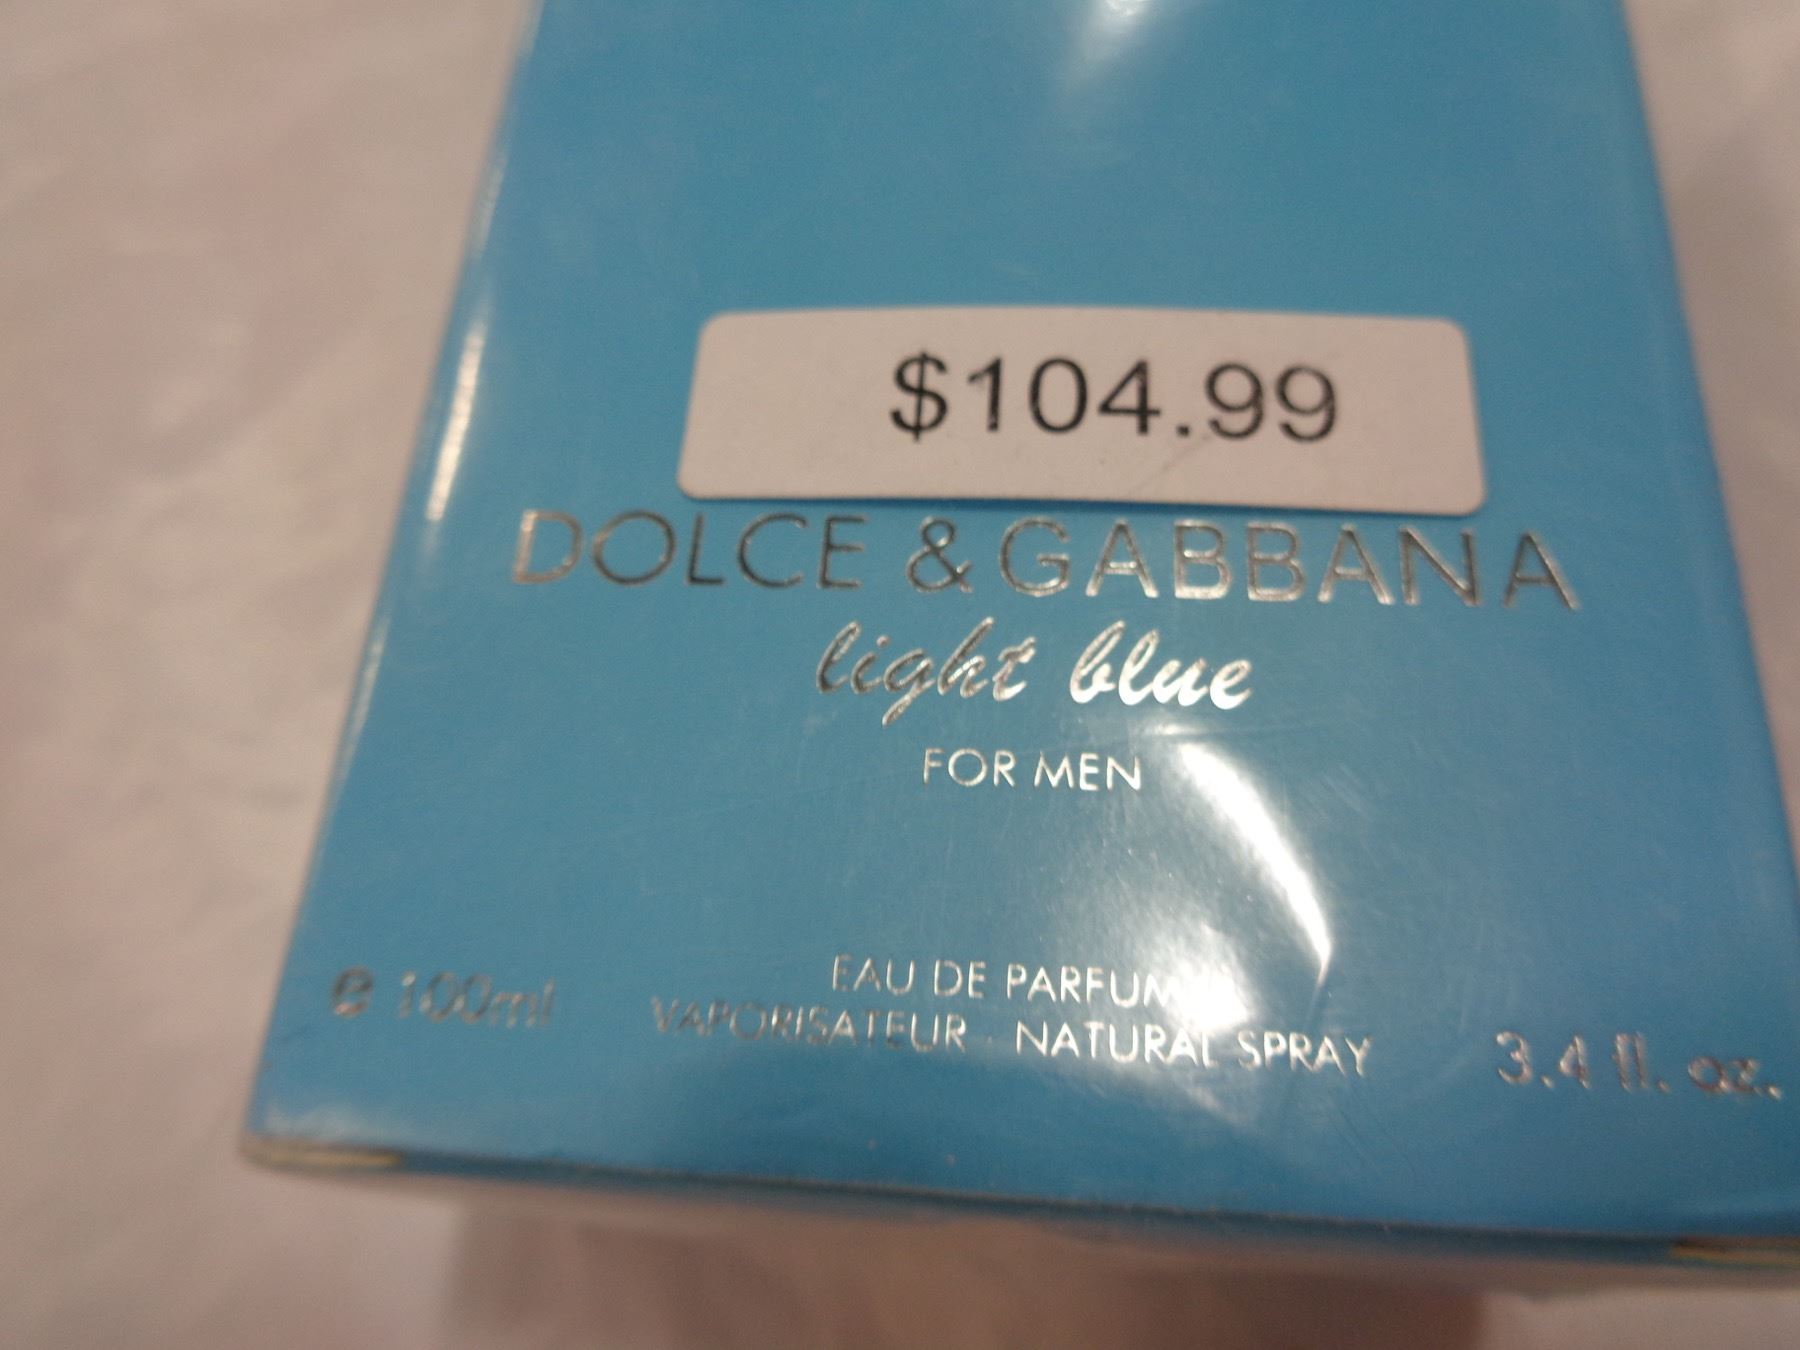 $104.99
DOLCE & GABBANA
light blue
FOR MEN
EAU DE PARFUM
℮ 100ml
VAPORISATEUR - NATURAL SPRAY
3.4 fl. oz.